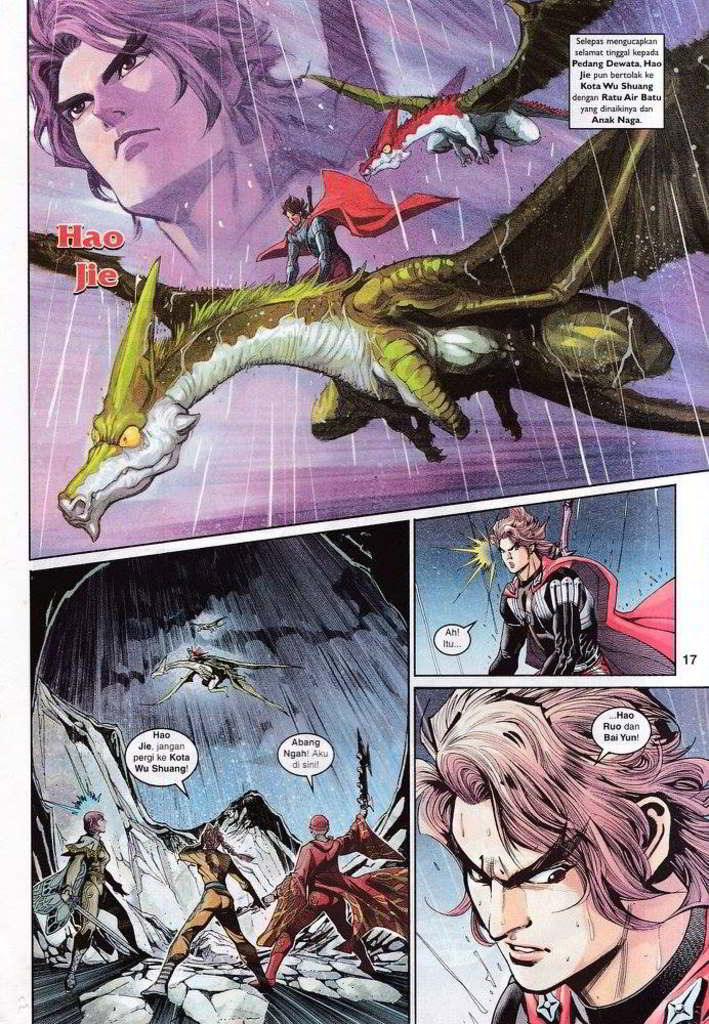 Selepas mengucapkan
selamat tinggal kepada
Pedang Dewata, Hao
Jie pun bertolak ke
Kota Wu Shuang
dengan Ratu Air Batu
yang dinaikinya dan
Anak Naga.
Hao
Jie
Ah!
Itu...
17
Hao
Jie, jangan
pergi ke Kota
Wu Shuang!
Abang
Ngah! Aku
di sini!
...Hao
Ruo dan
Bai Yun!